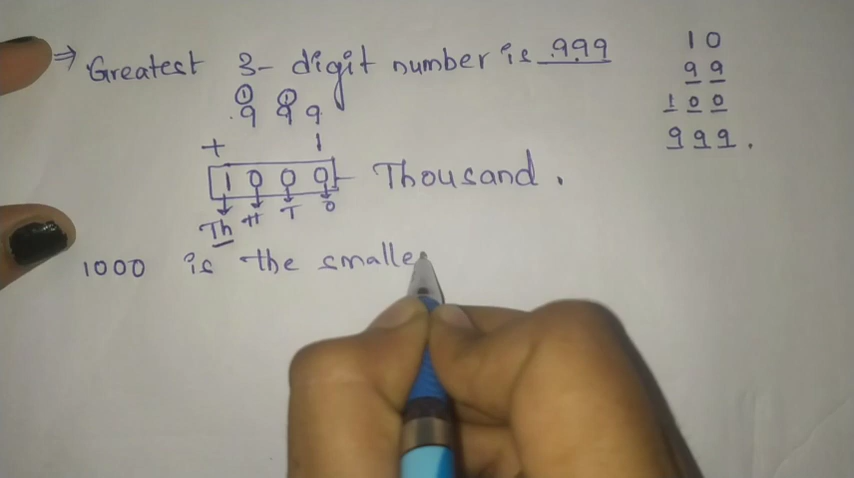 ⇒ Greatest 3-digit number is 999
1 1
9 9 9
+ 1
1 0 0 0 - Thousand.
Th H T O
1000 is the smalle
10
99
100
999.